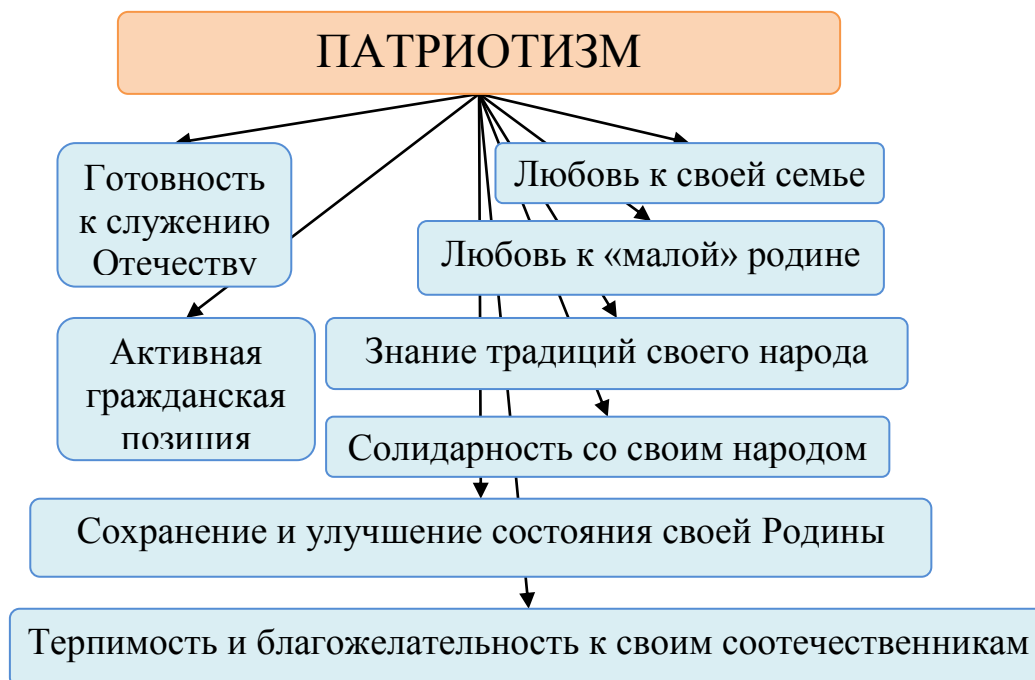 ПАТРИОТИЗМ
Готовность
к служению
Отечеству
Любовь к своей семье
Любовь к «малой» родине
Активная
гражданская
позиция
Знание традиций своего народа
Солидарность со своим народом
Сохранение и улучшение состояния своей Родины
Терпимость и благожелательность к своим соотечественникам